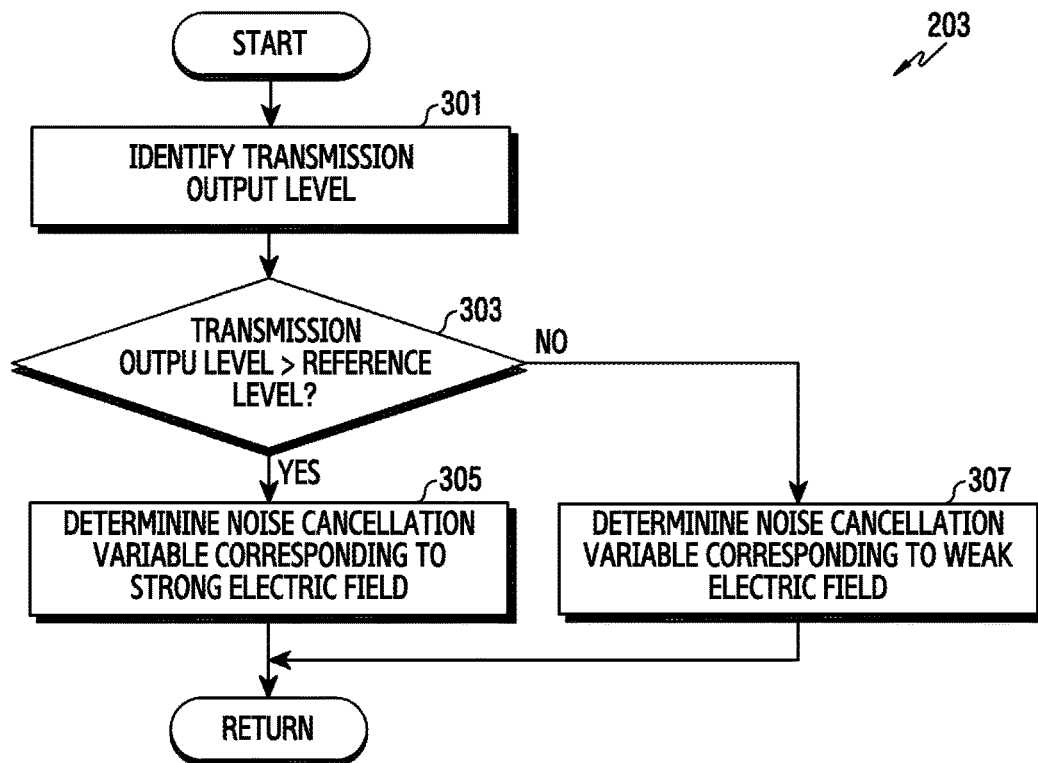 START
203
301
IDENTIFY TRANSMISSION
OUTPUT LEVEL
303
TRANSMISSION
OUTPU LEVEL > REFERENCE
LEVEL?
NO
YES
305
DETERMININE NOISE CANCELLATION
VARIABLE CORRESPONDING TO
STRONG ELECTRIC FIELD
307
DETERMININE NOISE CANCELLATION
VARIABLE CORRESPONDING TO WEAK
ELECTRIC FIELD
RETURN